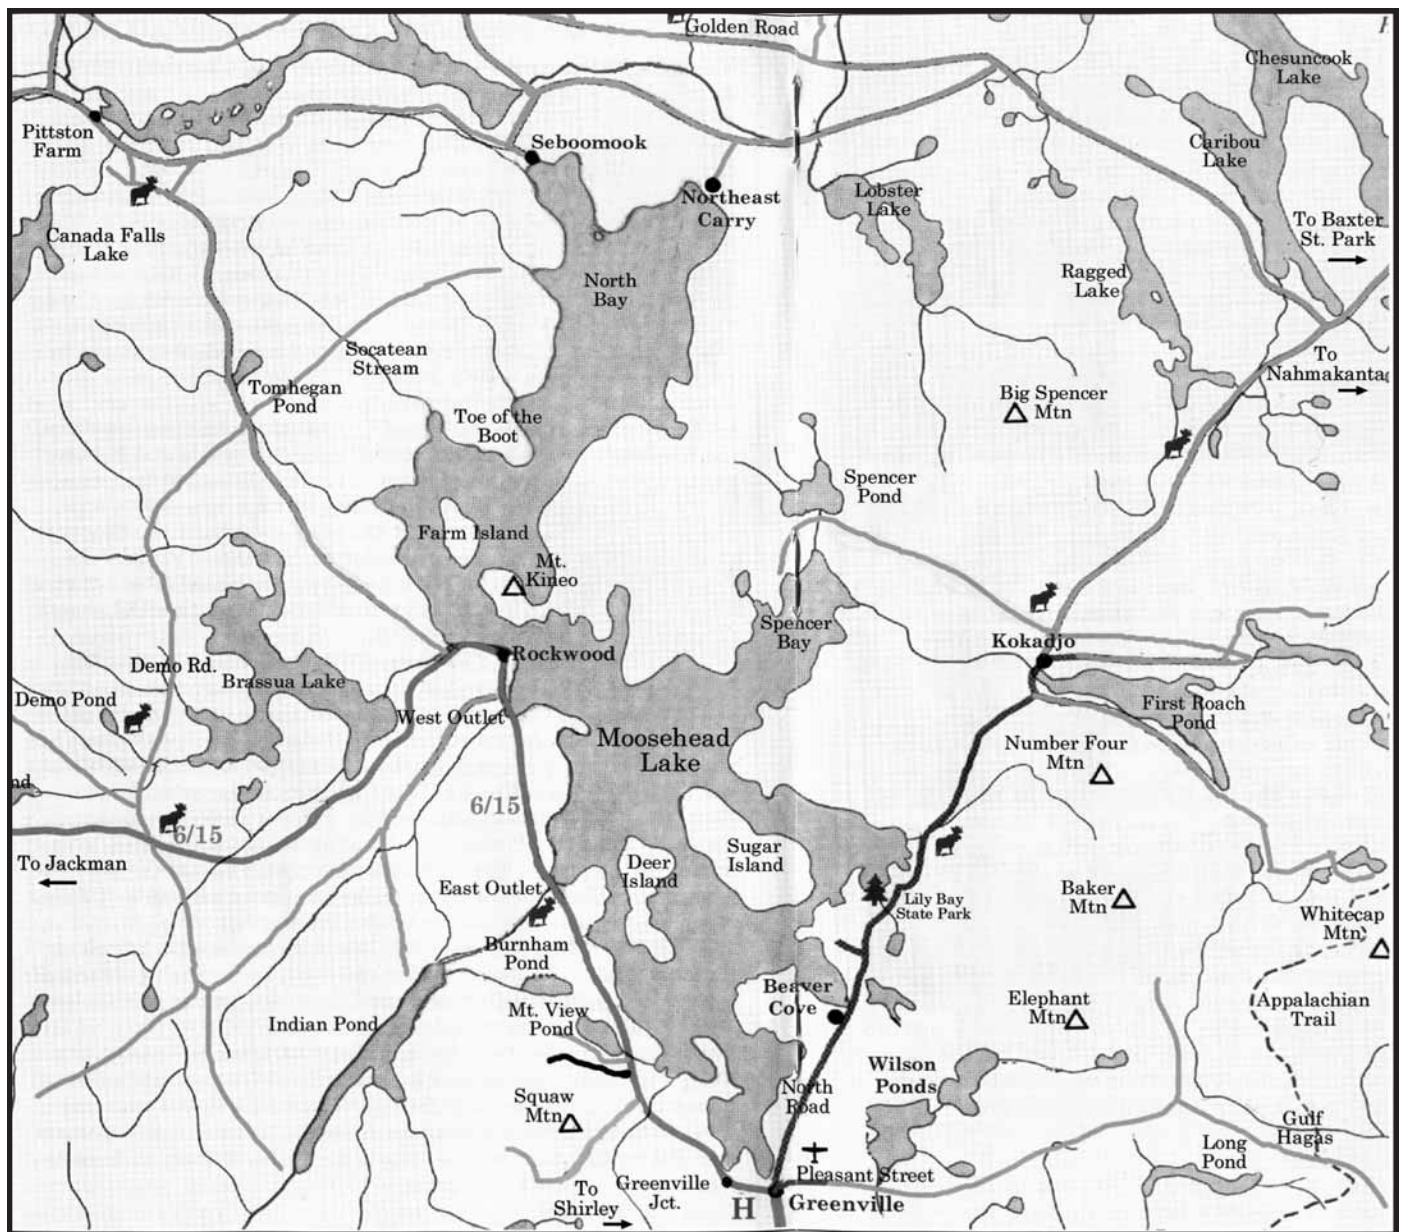 Golden Road
Chesuncook
Lake
Pittston
Farm
Seboomook
Caribou
Lake
Northeast
Carry
Lobster
Lake
Canada Falls
Lake
To Baxter
St. Park
North
Bay
Ragged
Lake
Socatean
Stream
To
Nahmakanta
Tomhegan
Pond
Big Spencer
Mtn
Toe of the
Boot
Spencer
Pond
Farm Island
Mt.
Kineo
Spencer
Bay
Kokadjo
Rockwood
Demo Rd.
Brassua Lake
Demo Pond
West Outlet
First Roach
Pond
Moosehead
Lake
Number Four
Mtn
nd
6/15
6/15
Sugar
Island
To Jackman
Deer
Island
East Outlet
Baker
Mtn
Lily Bay
State Park
Whitecap
Mtn
Burnham
Pond
Beaver
Cove
Elephant
Mtn
Appalachian
Trail
Indian Pond
Mt. View
Pond
Wilson
Ponds
Squaw
Mtn
North
Road
Gulf
Hagas
Long
Pond
Pleasant Street
Greenville
Jct.
To
Shirley
H
Greenville